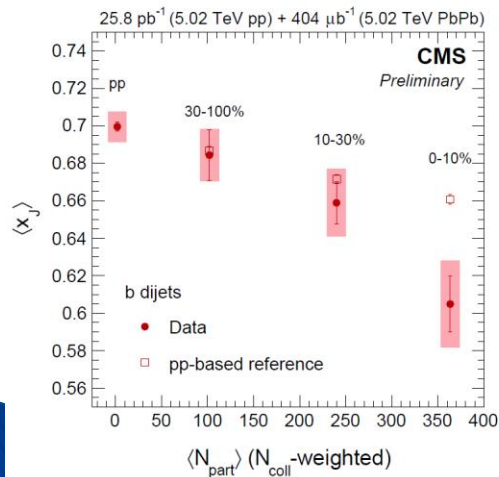 25.8 pb⁻¹ (5.02 TeV pp) + 404 μb⁻¹ (5.02 TeV PbPb)
CMS
Preliminary
pp
30-100%
10-30%
0-10%
0.74
0.72
0.7
0.68
0.66
0.64
0.62
0.6
0.58
0.56
⟨x_J⟩
b dijets
Data
pp-based reference
0 50 100 150 200 250 300 350 400
⟨N_part⟩ (N_coll-weighted)